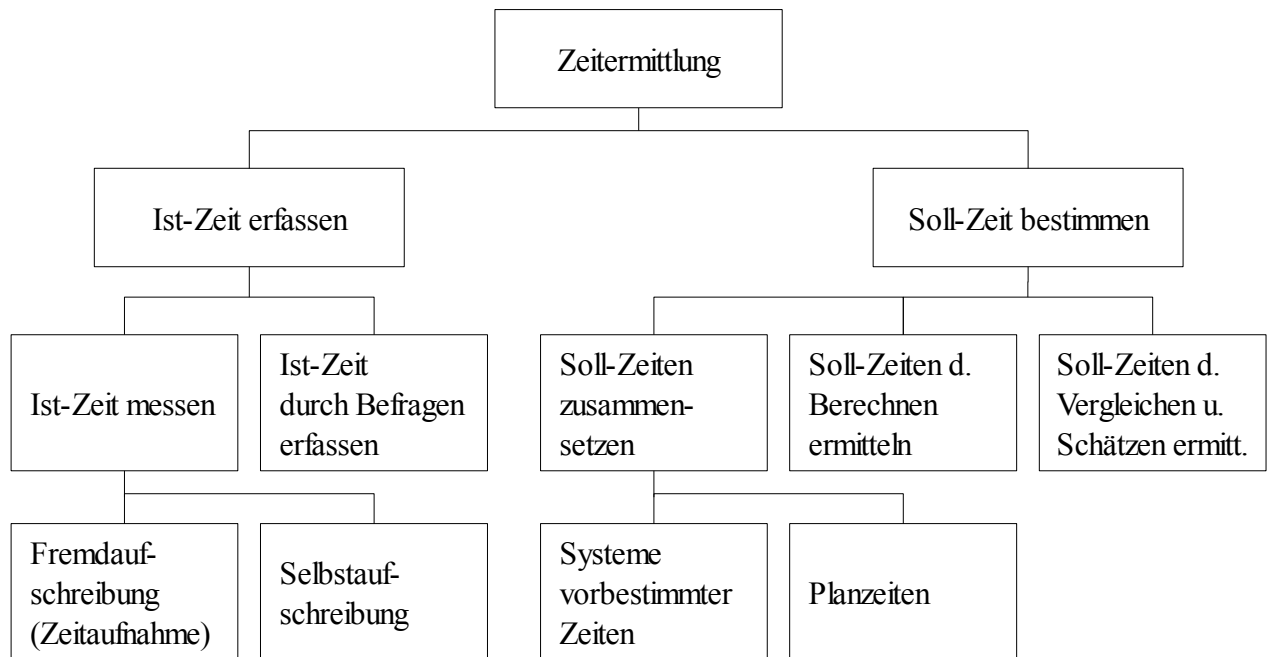 Zeitermittlung
Ist-Zeit erfassen
Soll-Zeit bestimmen
Ist-Zeit messen
Ist-Zeit
durch Befragen
erfassen
Soll-Zeiten
zusammen-
setzen
Soll-Zeiten d.
Berechnen
ermitteln
Soll-Zeiten d.
Vergleichen u.
Schätzen ermitt.
Fremdauf-
schreibung
(Zeitaufnahme)
Selbstauf-
schreibung
Systeme
vorbestimmter
Zeiten
Planzeiten